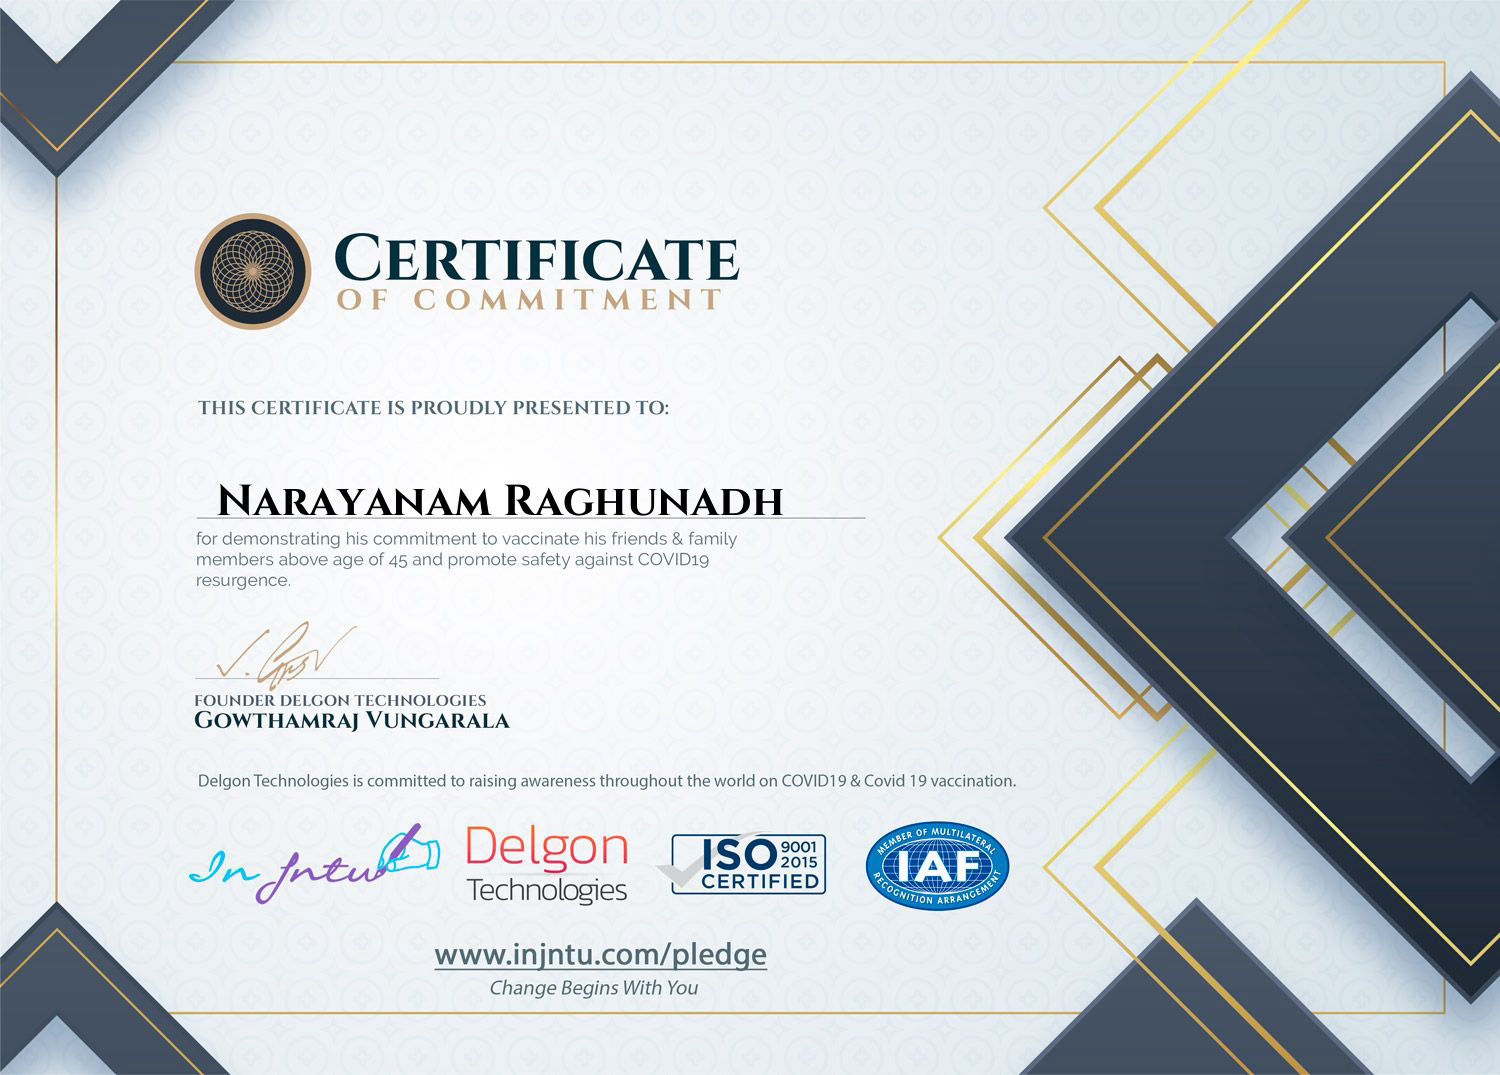 CERTIFICATE
OF COMMITMENT
THIS CERTIFICATE IS PROUDLY PRESENTED TO:
NARAYANAM RAGHUNADH
for demonstrating his commitment to vaccinate his friends & family
members above age of 45 and promote safety against COVID19
resurgence.
FOUNDER DELGON TECHNOLOGIES
GOWTHAMRAJ VUNGARALA
Delgon Technologies is committed to raising awareness throughout the world on COVID19 & Covid 19 vaccination.
In Jntu
Delgon
Technologies
ISO 9001
2015
CERTIFIED
MEMBER OF MULTILATERAL
IAF
RECOGNITION ARRANGEMENT
www.injntu.com/pledge
Change Begins With You